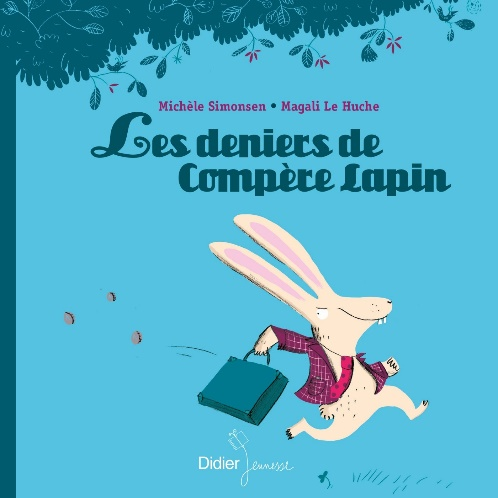 Michèle Simonsen • Magali Le Huche
Les deniers de
Compère Lapin
Didier Jeunesse